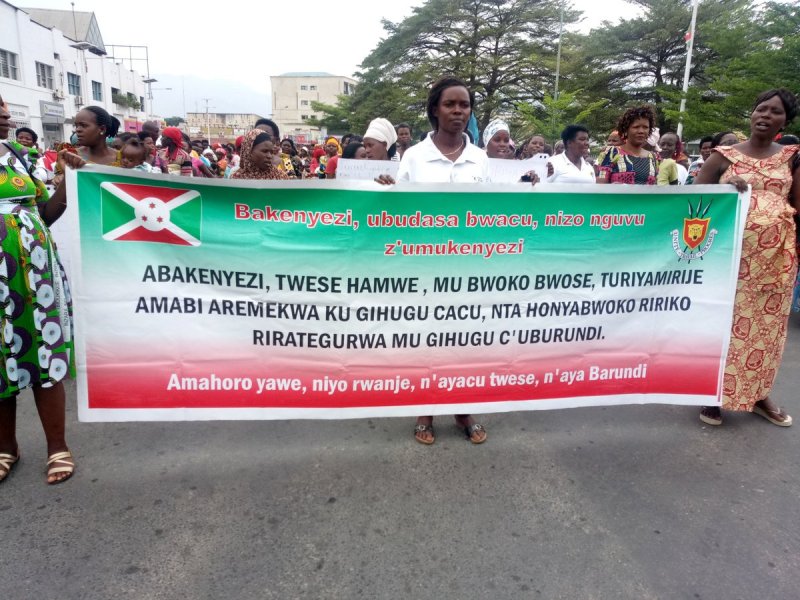 Bakenyezi, ubudasa bwacu, nizo nguvu
z'umukenyezi
ABAKENYEZI, TWESE HAMWE , MU BWOKO BWOSE, TURIYAMIRIJE
AMABI AREMEKWA KU GIHUGU CACU, NTA HONYABWOKO RIRIKO
RIRATEGURWA MU GIHUGU C'UBURUNDI.
Amahoro yawe, niyo rwanje, n'ayacu twese, n'aya Barundi